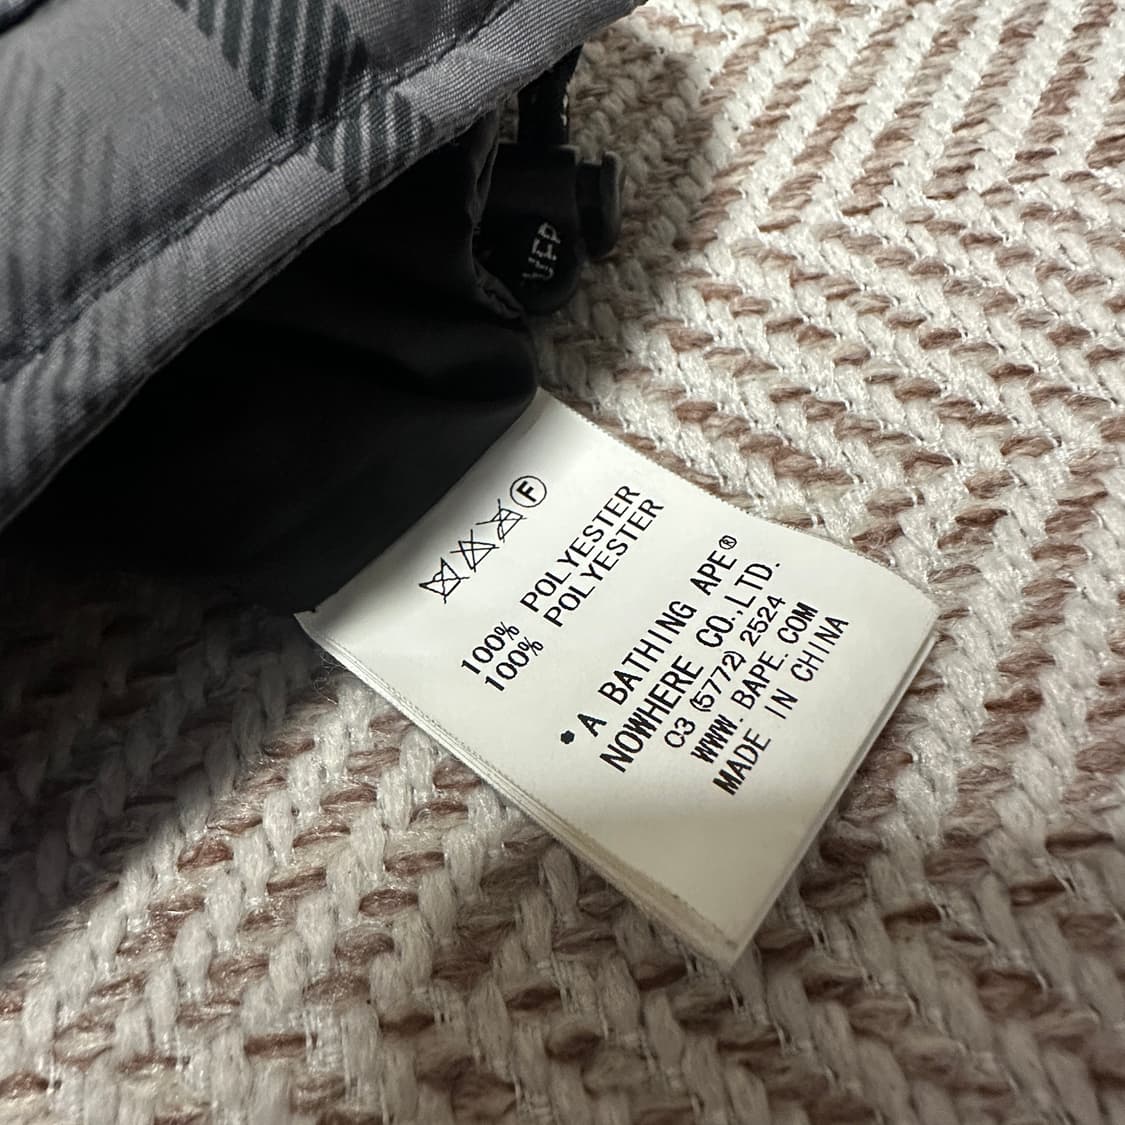 F
100% POLYESTER
100% POLYESTER
*A BATHING APE®
NOWHERE CO.,LTD.
C3 (5772) 2524
WWW.BAPE.COM
MADE IN CHINA